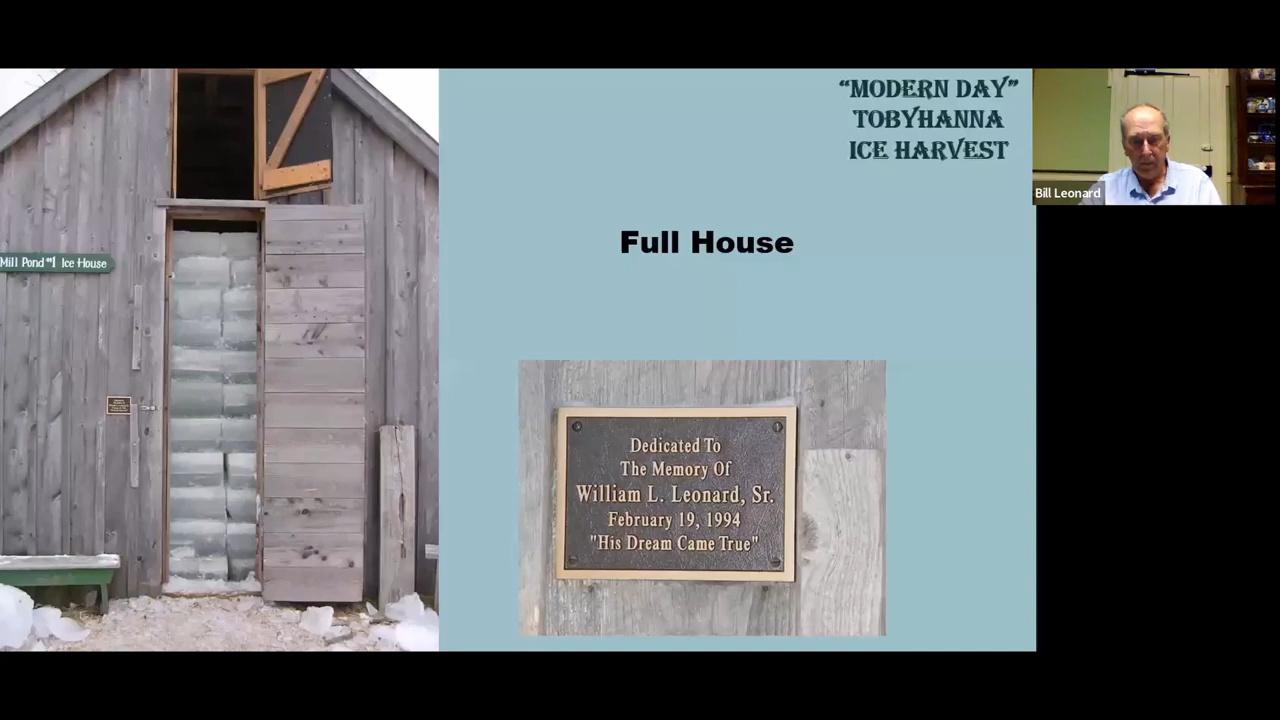 “MODERN DAY”
TOBYHANNA
ICE HARVEST
Bill Leonard
Full House
Mill Pond #1 Ice House
Dedicated To
The Memory Of
William L. Leonard, Sr.
February 19, 1994
"His Dream Came True"